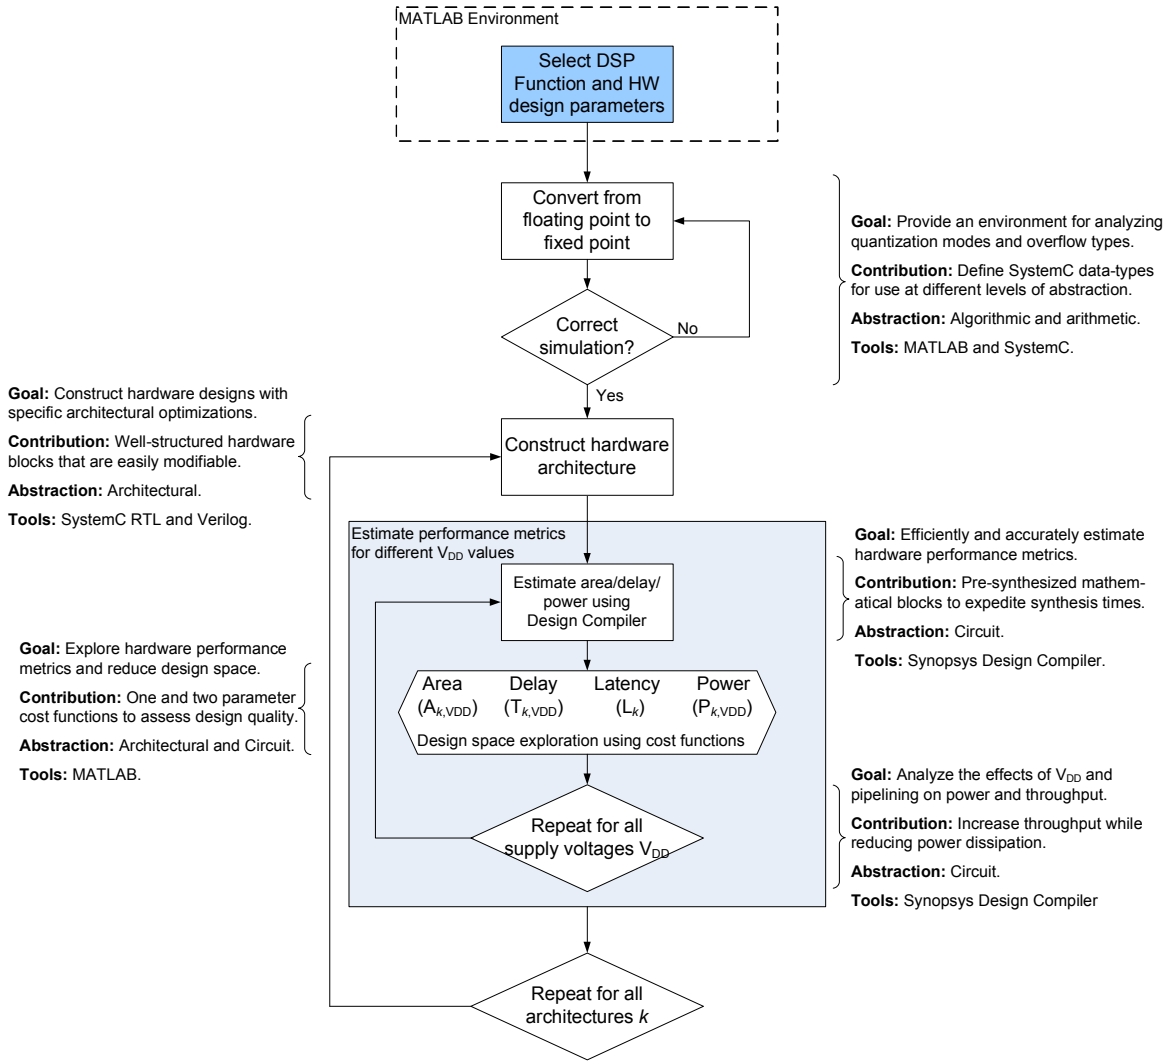 MATLAB Environment
Select DSP
Function and HW
design parameters
Convert from
floating point to
fixed point
Correct
simulation?
No
Yes
Goal: Provide an environment for analyzing
quantization modes and overflow types.
Contribution: Define SystemC data-types
for use at different levels of abstraction.
Abstraction: Algorithmic and arithmetic.
Tools: MATLAB and SystemC.
Goal: Construct hardware designs with
specific architectural optimizations.
Contribution: Well-structured hardware
blocks that are easily modifiable.
Abstraction: Architectural.
Tools: SystemC RTL and Verilog.
Construct hardware
architecture
Estimate performance metrics
for different VDD values
Estimate area/delay/
power using
Design Compiler
Goal: Efficiently and accurately estimate
hardware performance metrics.
Contribution: Pre-synthesized mathem-
atical blocks to expedite synthesis times.
Abstraction: Circuit.
Tools: Synopsys Design Compiler.
Goal: Explore hardware performance
metrics and reduce design space.
Contribution: One and two parameter
cost functions to assess design quality.
Abstraction: Architectural and Circuit.
Tools: MATLAB.
Area Delay Latency Power
(Ak,VDD) (Tk,VDD) (Lk) (Pk,VDD)
Design space exploration using cost functions
Repeat for all
supply voltages VDD
Goal: Analyze the effects of VDD and
pipelining on power and throughput.
Contribution: Increase throughput while
reducing power dissipation.
Abstraction: Circuit.
Tools: Synopsys Design Compiler
Repeat for all
architectures k